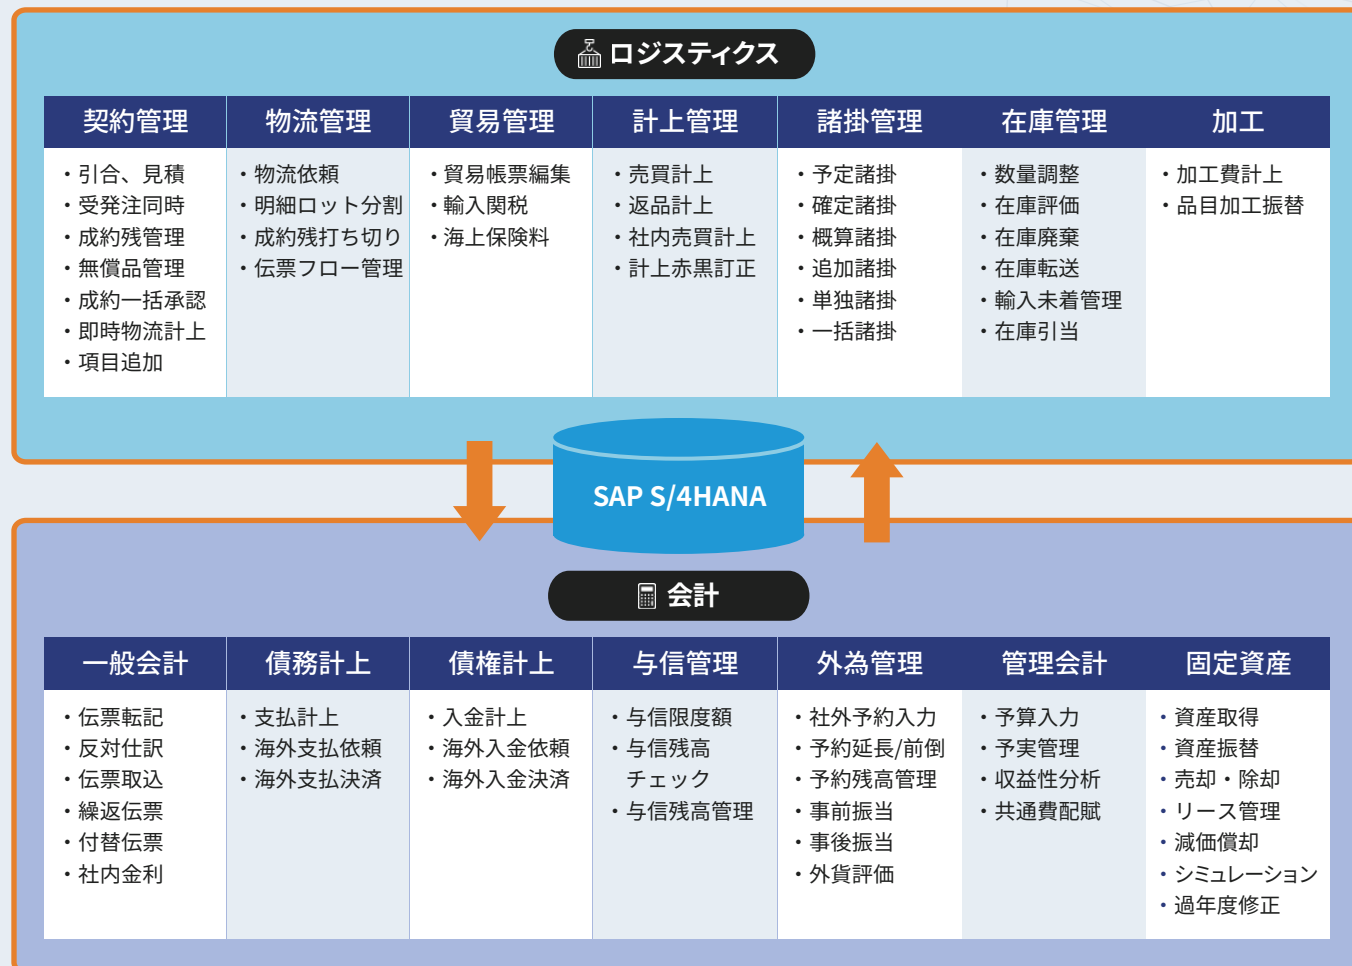 ロジスティクス
契約管理
・引合、見積
・受発注同時
・成約残管理
・無償品管理
・成約一括承認
・即時物流計上
・項目追加
物流管理
・物流依頼
・明細ロット分割
・成約残打ち切り
・伝票フロー管理
貿易管理
・貿易帳票編集
・輸入関税
・海上保険料
計上管理
・売買計上
・返品計上
・社内売買計上
・計上赤黒訂正
諸掛管理
・予定諸掛
・確定諸掛
・概算諸掛
・追加諸掛
・単独諸掛
・一括諸掛
在庫管理
・数量調整
・在庫評価
・在庫廃棄
・在庫転送
・輸入未着管理
・在庫引当
加工
・加工費計上
・品目加工振替
SAP S/4HANA
会計
一般会計
・伝票転記
・反対仕訳
・伝票取込
・繰返伝票
・付替伝票
・社内金利
債務計上
・支払計上
・海外支払依頼
・海外支払決済
債権計上
・入金計上
・海外入金依頼
・海外入金決済
与信管理
・与信限度額
・与信残高
チェック
・与信残高管理
外為管理
・社外予約入力
・予約延長/前倒
・予約残高管理
・事前振当
・事後振当
・外貨評価
管理会計
・予算入力
・予実管理
・収益性分析
・共通費配賦
固定資産
・資産取得
・資産振替
・売却・除却
・リース管理
・減価償却
・シミュレーション
・過年度修正